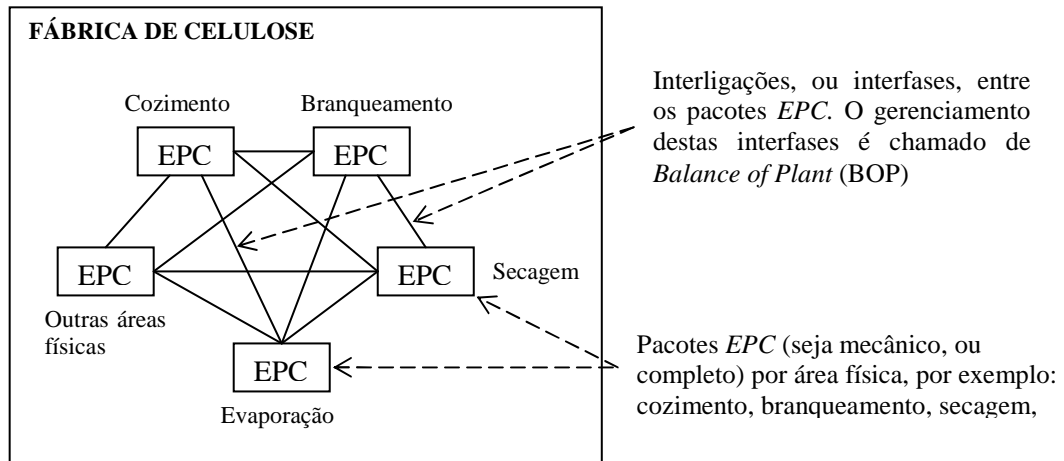 FÁBRICA DE CELULOSE
Cozimento
Branqueamento
EPC
EPC
EPC
EPC
Secagem
Outras áreas
físicas
EPC
Evaporação
Interligações, ou interfases, entre
os pacotes EPC. O gerenciamento
destas interfases é chamado de
Balance of Plant (BOP)
Pacotes EPC (seja mecânico, ou
completo) por área física, por exemplo:
cozimento, branqueamento, secagem,